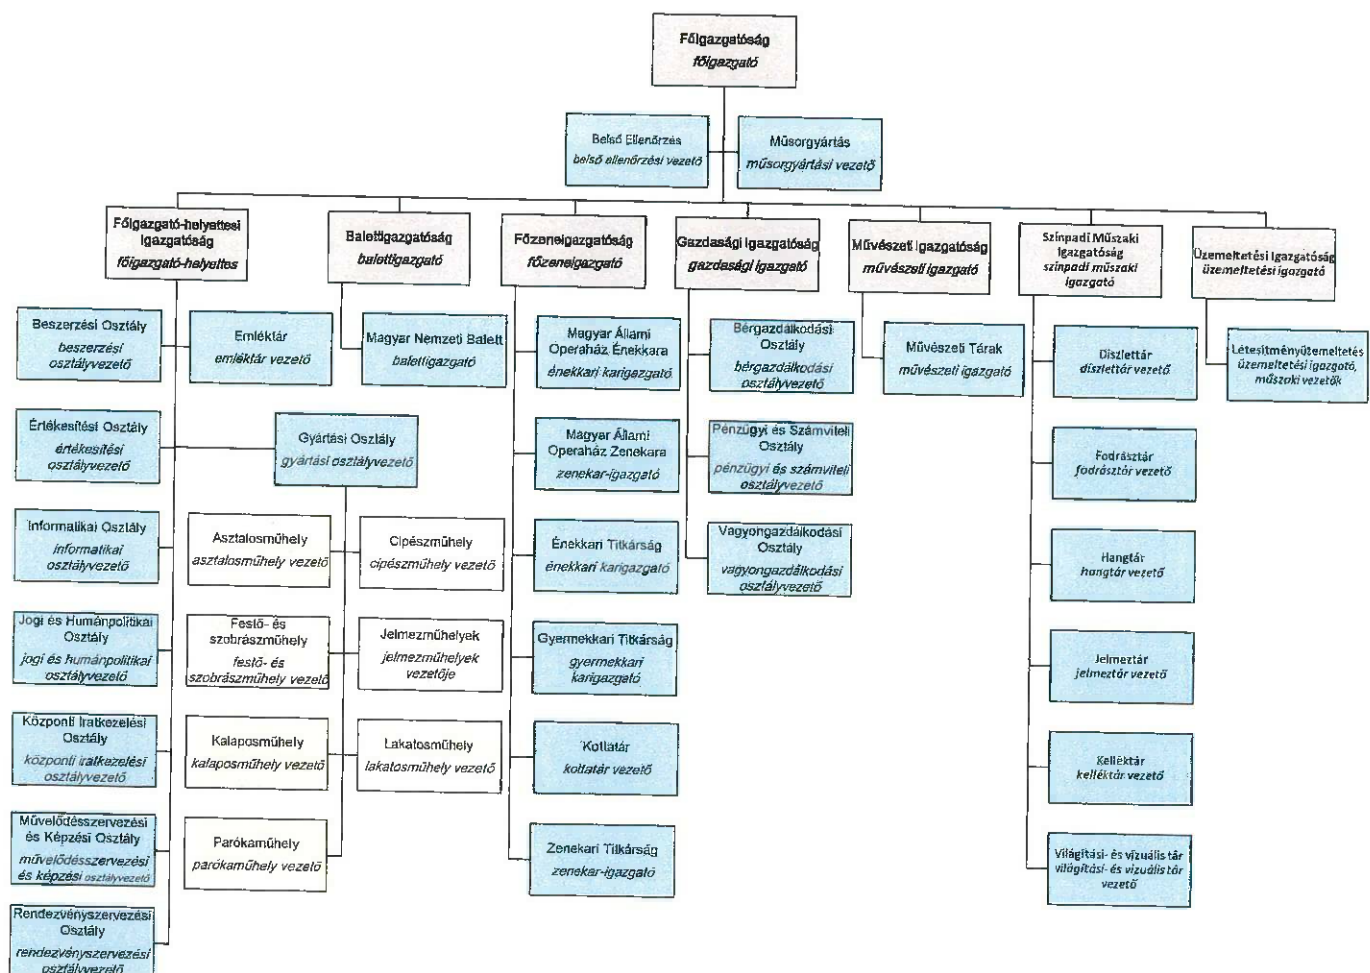 Főigazgatóság
főigazgató
Belső Ellenőrzés
belső ellenőrzési vezető
Műsorgyártás
műsorgyártási vezető
Főigazgató-helyettesi
Igazgatóság
főigazgató-helyettes
Balettigazgatóság
balettigazgató
Főzeneigazgatóság
főzeneigazgató
Gazdasági Igazgatóság
gazdasági igazgató
Művészeti Igazgatóság
művészeti igazgató
Színpadi Műszaki
Igazgatóság
színpadi műszaki
igazgató
Üzemeltetési Igazgatóság
üzemeltetési igazgató
Beszerzési Osztály
beszerzési
osztályvezető
Emléktár
emléktár vezető
Magyar Nemzeti Balett
balettigazgató
Magyar Állami
Operaház Énekkara
énekkari karigazgató
Bérgazdálkodási
Osztály
bérgazdálkodási
osztályvezető
Művészeti Tárak
művészeti igazgató
Díszlettár
díszlettár vezető
Létesítményüzemeltetés
üzemeltetési igazgató,
műszaki vezetők
Értékesítési Osztály
értékesítési
osztályvezető
Gyártási Osztály
gyártási osztályvezető
Magyar Állami
Operaház Zenekara
zenekar-igazgató
Pénzügyi és Számviteli
Osztály
pénzügyi és számviteli
osztályvezető
Fodrásztár
fodrásztár vezető
Informatikai Osztály
informatikai
osztályvezető
Asztalosműhely
asztalosműhely vezető
Cipészműhely
cipészműhely vezető
Énekkari Titkárság
énekkari karigazgató
Vagyongazdálkodási
Osztály
vagyongazdálkodási
osztályvezető
Hangtár
hangtár vezető
Jogi és Humánpolitikai
Osztály
jogi és humánpolitikai
osztályvezető
Festő- és
szobrászműhely
festő- és
szobrászműhely vezető
Jelmezműhelyek
jelmezműhelyek
vezetője
Gyermekkari Titkárság
gyermekkari
karigazgató
Jelmeztár
jelmeztár vezető
Központi Iratkezelési
Osztály
központi iratkezelési
osztályvezető
Kalaposműhely
kalaposműhely vezető
Lakatosműhely
lakatosműhely vezető
Kottatár
kottatár vezető
Kelléktár
kelléktár vezető
Művelődésszervezési
és Képzési Osztály
művelődésszervezési
és képzési osztályvezető
Parókaműhely
parókaműhely vezető
Zenekari Titkárság
zenekar-igazgató
Világítási- és vizuális tár
világítási- és vizuális tár
vezető
Rendezvényszervezési
Osztály
rendezvényszervezési
osztályvezető